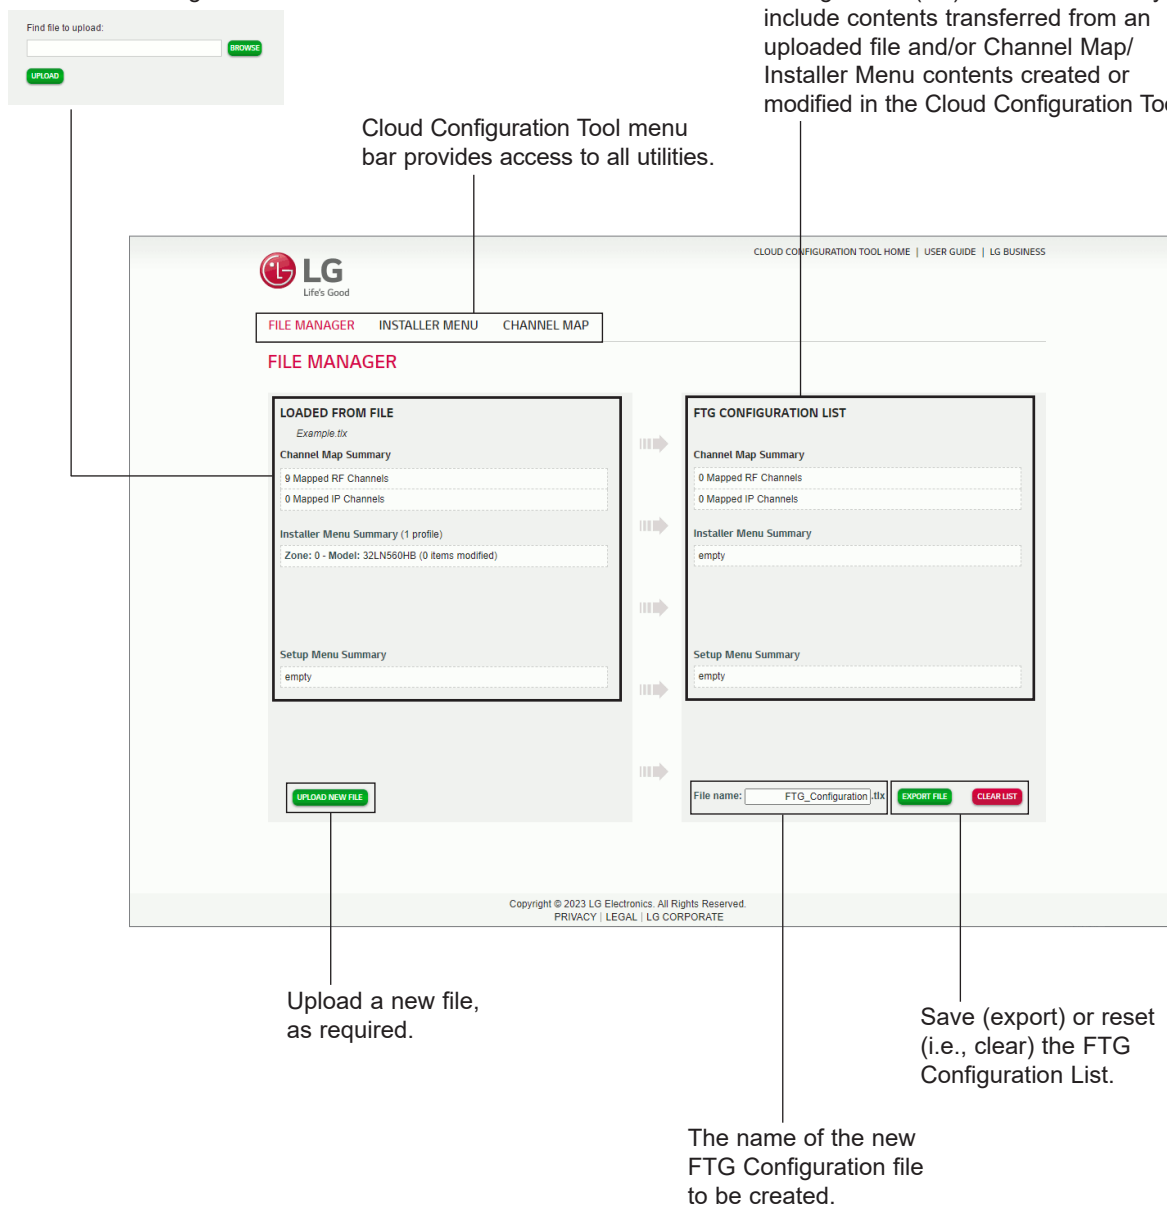 Find file to upload:
BROWSE
UPLOAD
include contents transferred from an
uploaded file and/or Channel Map/
Installer Menu contents created or
modified in the Cloud Configuration
Cloud Configuration Tool menu
bar provides access to all utilities.
CLOUD CONFIGURATION TOOL HOME | USER GUIDE | LG BUSINESS
LG
Life's Good
FILE MANAGER INSTALLER MENU CHANNEL MAP
FILE MANAGER
LOADED FROM FILE
Example.tlx
Channel Map Summary
9 Mapped RF Channels
0 Mapped IP Channels
Installer Menu Summary (1 profile)
Zone: 0 - Model: 32LN560HB (0 items modified)
Setup Menu Summary
empty
UPLOAD NEW FILE
FTG CONFIGURATION LIST
Channel Map Summary
0 Mapped RF Channels
0 Mapped IP Channels
Installer Menu Summary
empty
Setup Menu Summary
empty
File name: FTG_Configuration .tlx EXPORT FILE CLEAR LIST
Copyright © 2023 LG Electronics. All Rights Reserved.
PRIVACY | LEGAL | LG CORPORATE
Upload a new file,
as required.
Save (export) or reset
(i.e., clear) the FTG
Configuration List.
The name of the new
FTG Configuration file
to be created.